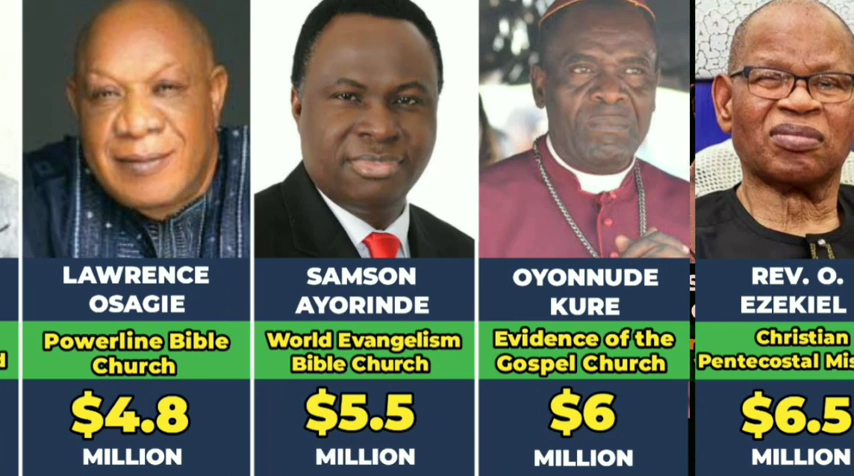 LAWRENCE
OSAGIE
Powerline Bible
Church
$4.8
MILLION
SAMSON
AYORINDE
World Evangelism
Bible Church
$5.5
MILLION
OYONNUDE
KURE
Evidence of the
Gospel Church
$6
MILLION
REV. O.
EZEKIEL
Christian
Pentecostal Mis
$6.5
MILLION